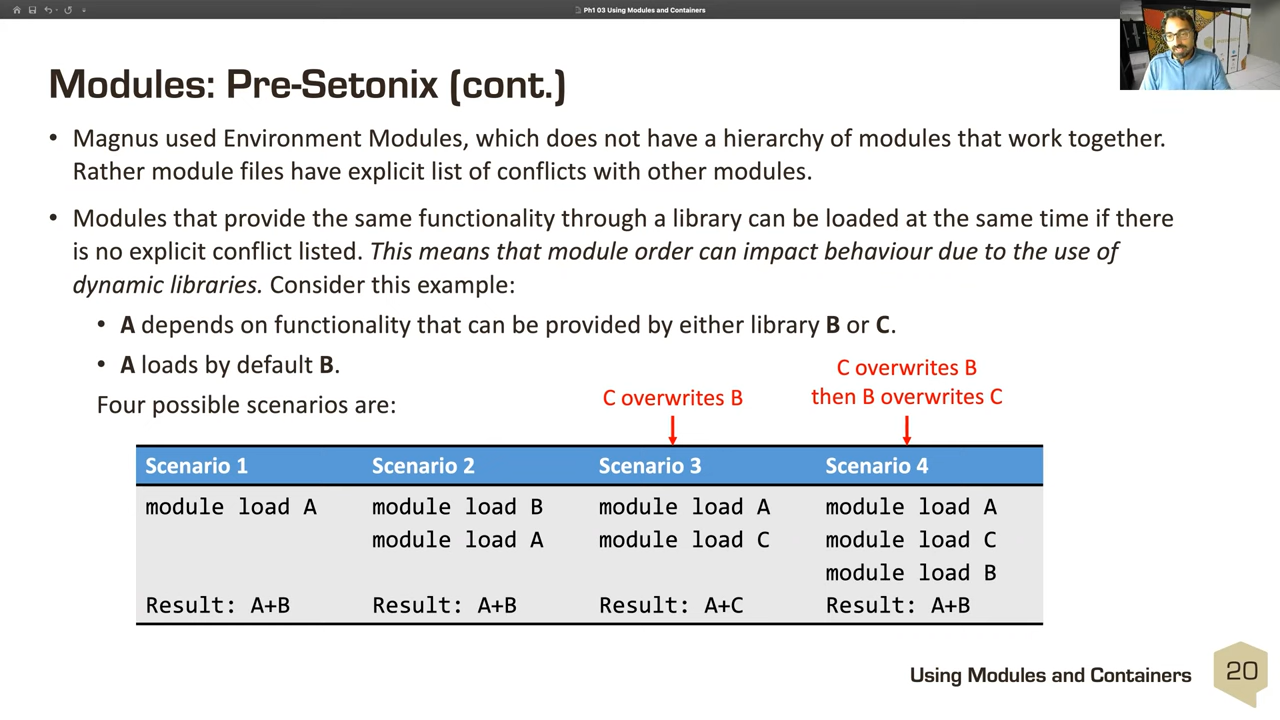 Ph1 03 Using Modules and Containers
Modules: Pre-Setonix (cont.)
• Magnus used Environment Modules, which does not have a hierarchy of modules that work together.
Rather module files have explicit list of conflicts with other modules.
• Modules that provide the same functionality through a library can be loaded at the same time if there
is no explicit conflict listed. This means that module order can impact behaviour due to the use of
dynamic libraries. Consider this example:
• A depends on functionality that can be provided by either library B or C.
• A loads by default B.
Four possible scenarios are:
C overwrites B
C overwrites B
then B overwrites C
Scenario 1 Scenario 2 Scenario 3 Scenario 4
module load A module load B module load A module load A
module load A module load C module load C
module load B
Result: A+B Result: A+B Result: A+C Result: A+B
Using Modules and Containers
20